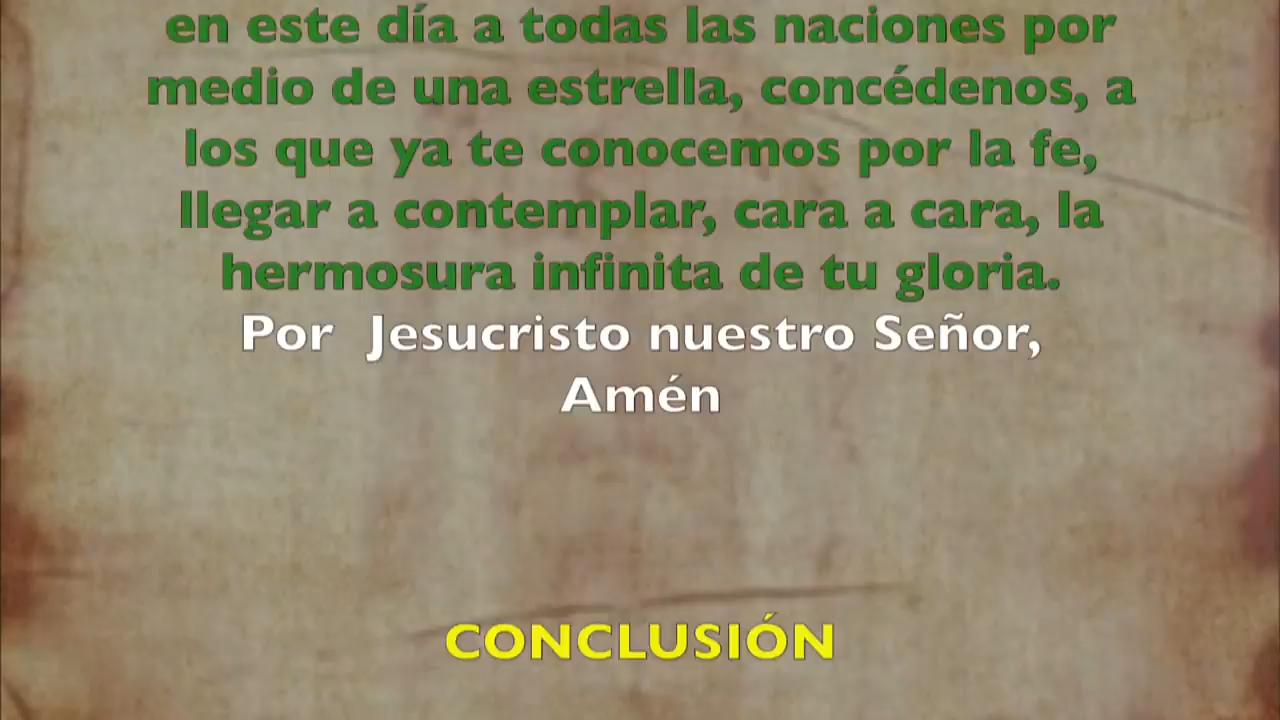 en este día a todas las naciones por
medio de una estrella, concédenos, a
los que ya te conocemos por la fe,
llegar a contemplar, cara a cara, la
hermosura infinita de tu gloria.
Por  Jesucristo nuestro Señor,
Amén
CONCLUSIÓN